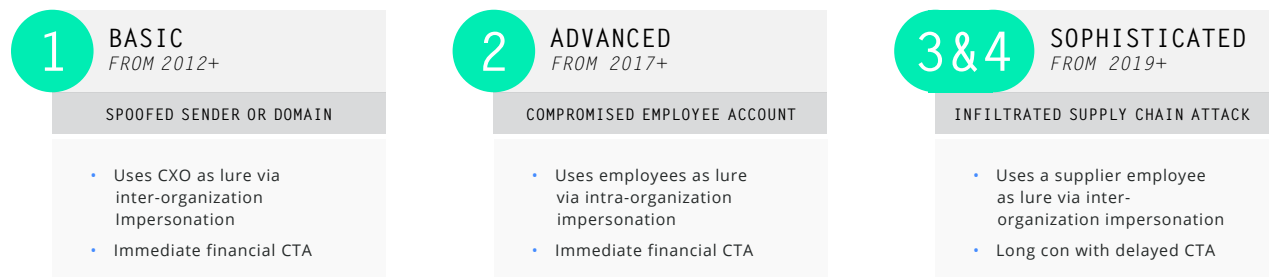 1
BASIC
FROM 2012+
SPOOFED SENDER OR DOMAIN
• Uses CXO as lure via
inter-organization
Impersonation
• Immediate financial CTA
2
ADVANCED
FROM 2017+
COMPROMISED EMPLOYEE ACCOUNT
• Uses employees as lure
via intra-organization
impersonation
• Immediate financial CTA
3&4
SOPHISTICATED
FROM 2019+
INFILTRATED SUPPLY CHAIN ATTACK
• Uses a supplier employee
as lure via inter-
organization impersonation
• Long con with delayed CTA